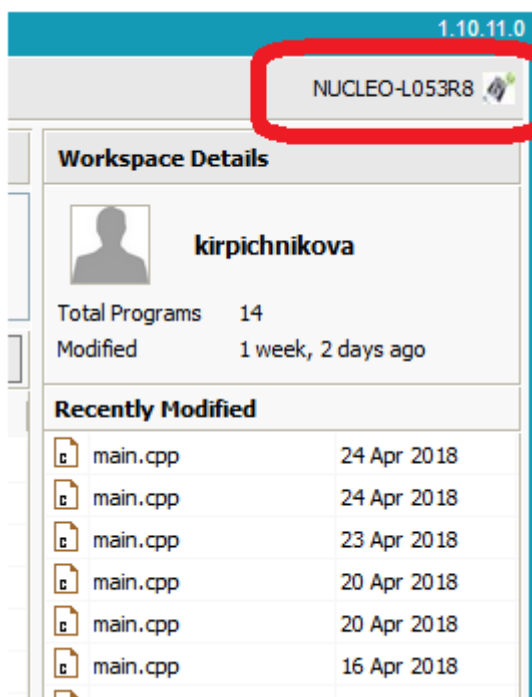 1.10.11.0
NUCLEO-L053R8
Workspace Details
kirpichnikova
Total Programs 14
Modified 1 week, 2 days ago
Recently Modified
main.cpp 24 Apr 2018
main.cpp 24 Apr 2018
main.cpp 23 Apr 2018
main.cpp 20 Apr 2018
main.cpp 20 Apr 2018
main.cpp 16 Apr 2018